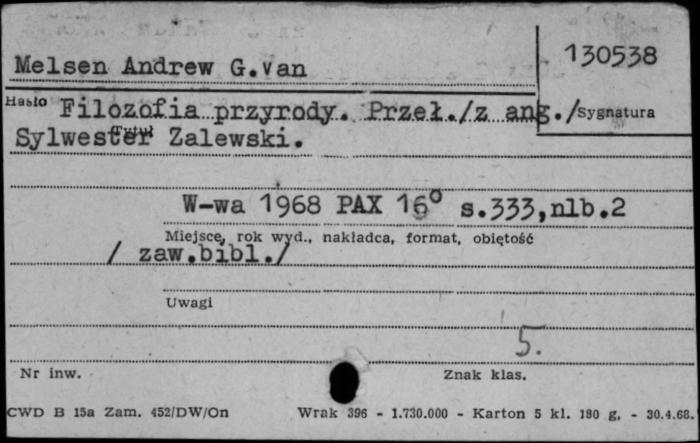 130538
Melsen Andrew G.van
Hasło Filozofia przyrody. Przeł./z ang./ Sygnatura
Sylwester Zalewski.
W-wa 1968 PAX 16° s.333,nlb.2
Miejsce, rok wyd., nakładca, format, objętość
/ zaw.bibl./
Uwagi
5.
Nr inw. Znak klas.
CWD B 15a Zam. 452/DW/On Wrak 396 - 1.730.000 - Karton 5 kl. 180 g. - 30.4.68.